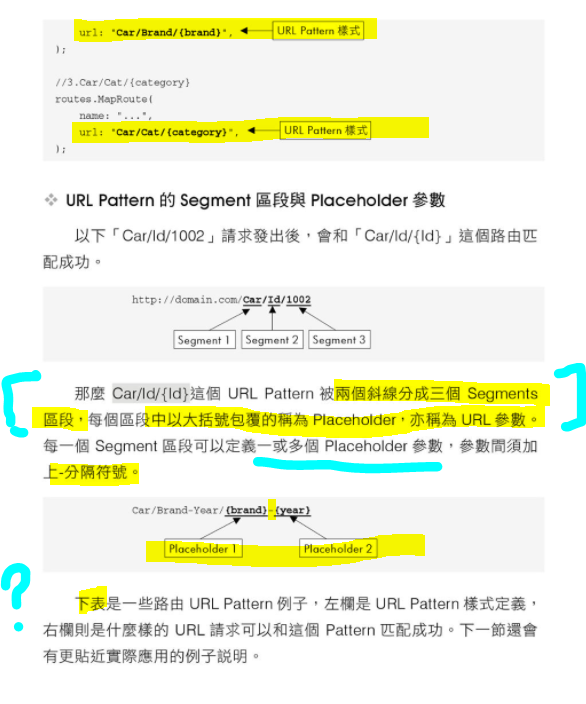 url: "Car/Brand/{brand}", URL Pattern 樣式
);
//3.Car/Cat/{category}
routes.MapRoute(
name: "...",
url: "Car/Cat/{category}", URL Pattern 樣式
);
❖ URL Pattern 的 Segment 區段與 Placeholder 參數
以下「Car/Id/1002」請求發出後，會和「Car/Id/{Id}」這個路由匹
配成功。
http://domain.com/Car/Id/1002
Segment 1 Segment 2 Segment 3
那麼 Car/Id/{Id}這個 URL Pattern 被兩個斜線分成三個 Segments
區段，每個區段中以大括號包覆的稱為 Placeholder，亦稱為 URL 參數。
每一個 Segment 區段可以定義一或多個 Placeholder 參數，參數間須加
上-分隔符號。
Car/Brand-Year/{brand}-{year}
Placeholder 1 Placeholder 2
?
下表是一些路由 URL Pattern 例子，左欄是 URL Pattern 樣式定義，
右欄則是什麼樣的 URL 請求可以和這個 Pattern 匹配成功。下一節還會
有更貼近實際應用的例子説明。